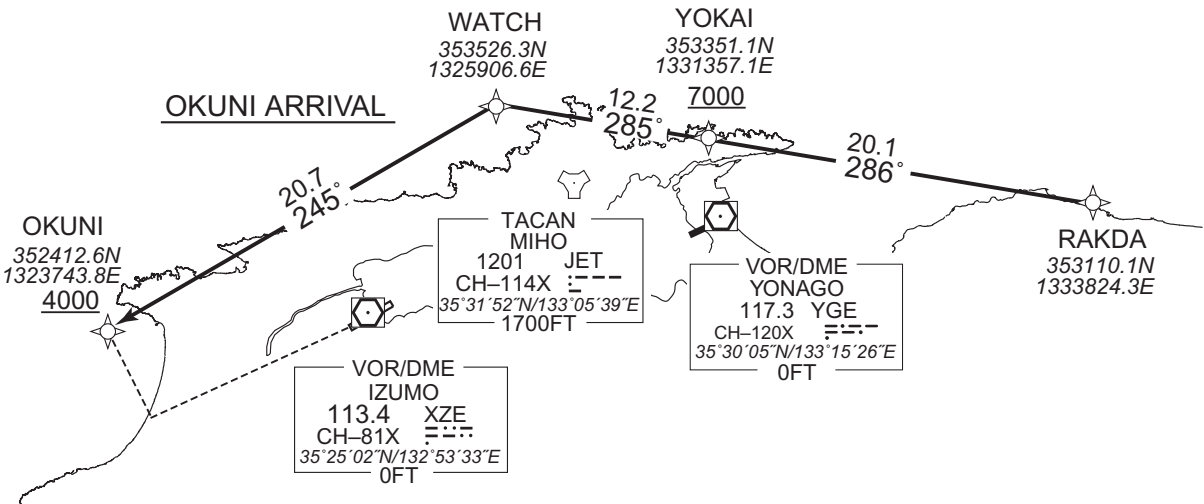 OKUNI ARRIVAL
WATCH
353526.3N
1325906.6E
YOKAI
353351.1N
1331357.1E
7000
12.2
285°
20.1
286°
20.7
245°
OKUNI
352412.6N
1323743.8E
4000
RAKDA
353110.1N
1333824.3E
TACAN
MIHO
1201 JET
CH–114X
35°31´52˝N/133°05´39˝E
1700FT
VOR/DME
YONAGO
117.3 YGE
CH–120X
35°30´05˝N/133°15´26˝E
0FT
VOR/DME
IZUMO
113.4 XZE
CH–81X
35°25´02˝N/132°53´33˝E
0FT